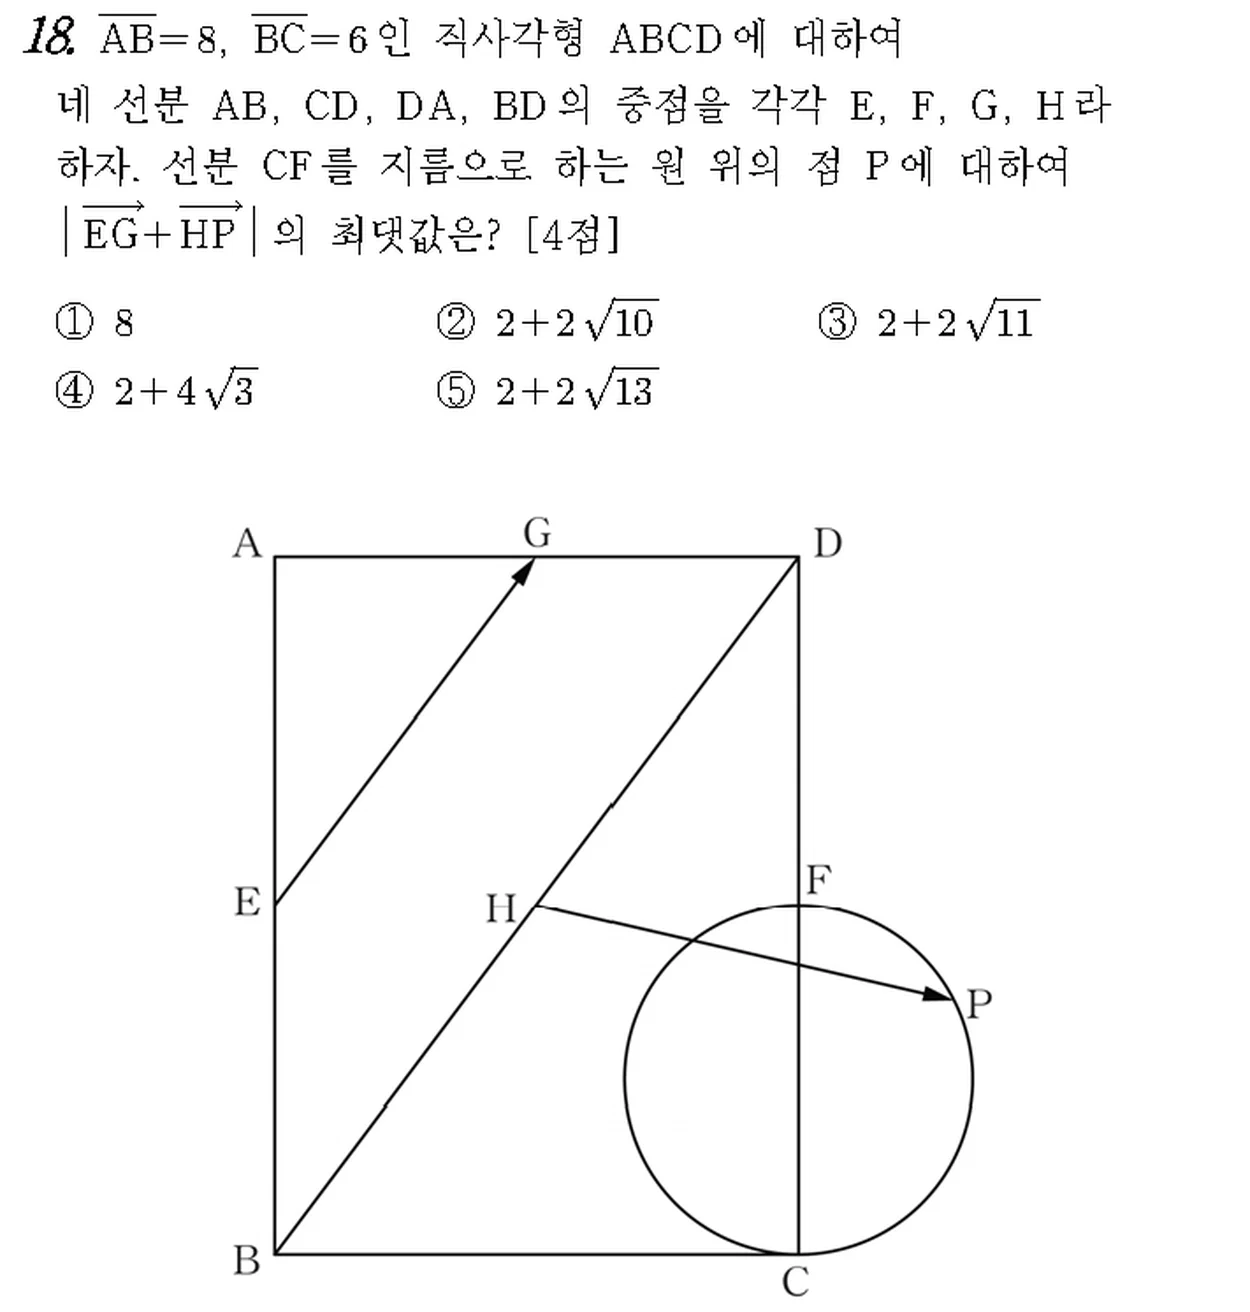 18. \overline{AB}=8, \overline{BC}=6인 직사각형 ABCD에 대하여
네 선분 AB, CD, DA, BD의 중점을 각각 E, F, G, H라
하자. 선분 CF를 지름으로 하는 원 위의 점 P에 대하여
|\overrightarrow{EG}+\overrightarrow{HP}|의 최댓값은? [4점]
① 8 ② 2+2√10 ③ 2+2√11
④ 2+4√3 ⑤ 2+2√13
A G D
E H F
P
B C